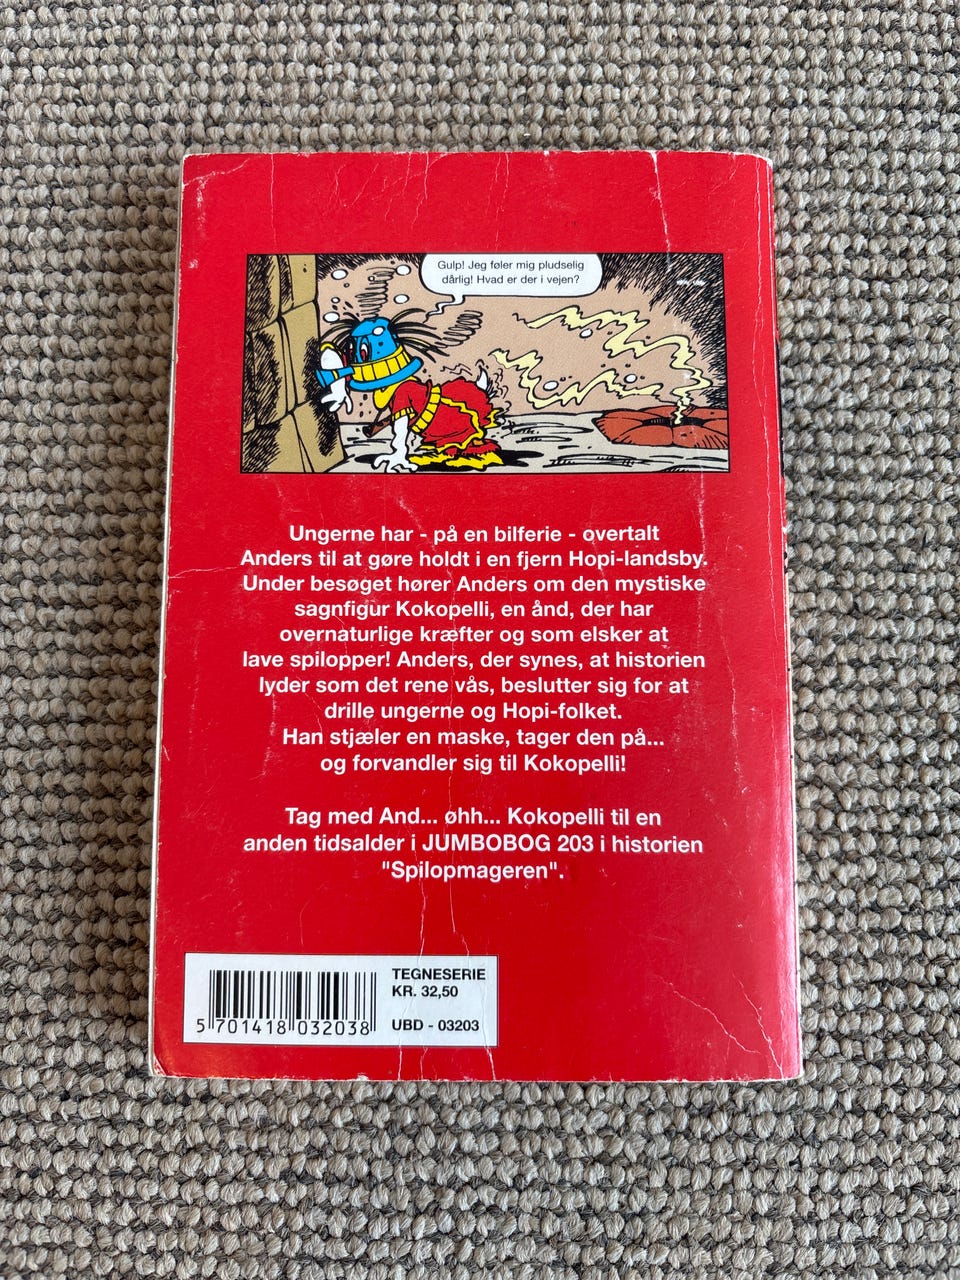 Gulp! Jeg føler mig pludselig
dårlig! Hvad er der i vejen?
Ungerne har - på en bilferie - overtalt
Anders til at gøre holdt i en fjern Hopi-landsby.
Under besøget hører Anders om den mystiske
sagnfigur Kokopelli, en ånd, der har
overnaturlige kræfter og som elsker at
lave spilopper! Anders, der synes, at historien
lyder som det rene vås, beslutter sig for at
drille ungerne og Hopi-folket.
Han stjæler en maske, tager den på...
og forvandler sig til Kokopelli!
Tag med And... øhh... Kokopelli til en
anden tidsalder i JUMBOBOG 203 i historien
"Spilopmageren".
TEGNESERIE
KR. 32,50
UBD - 03203
5 701418 032038